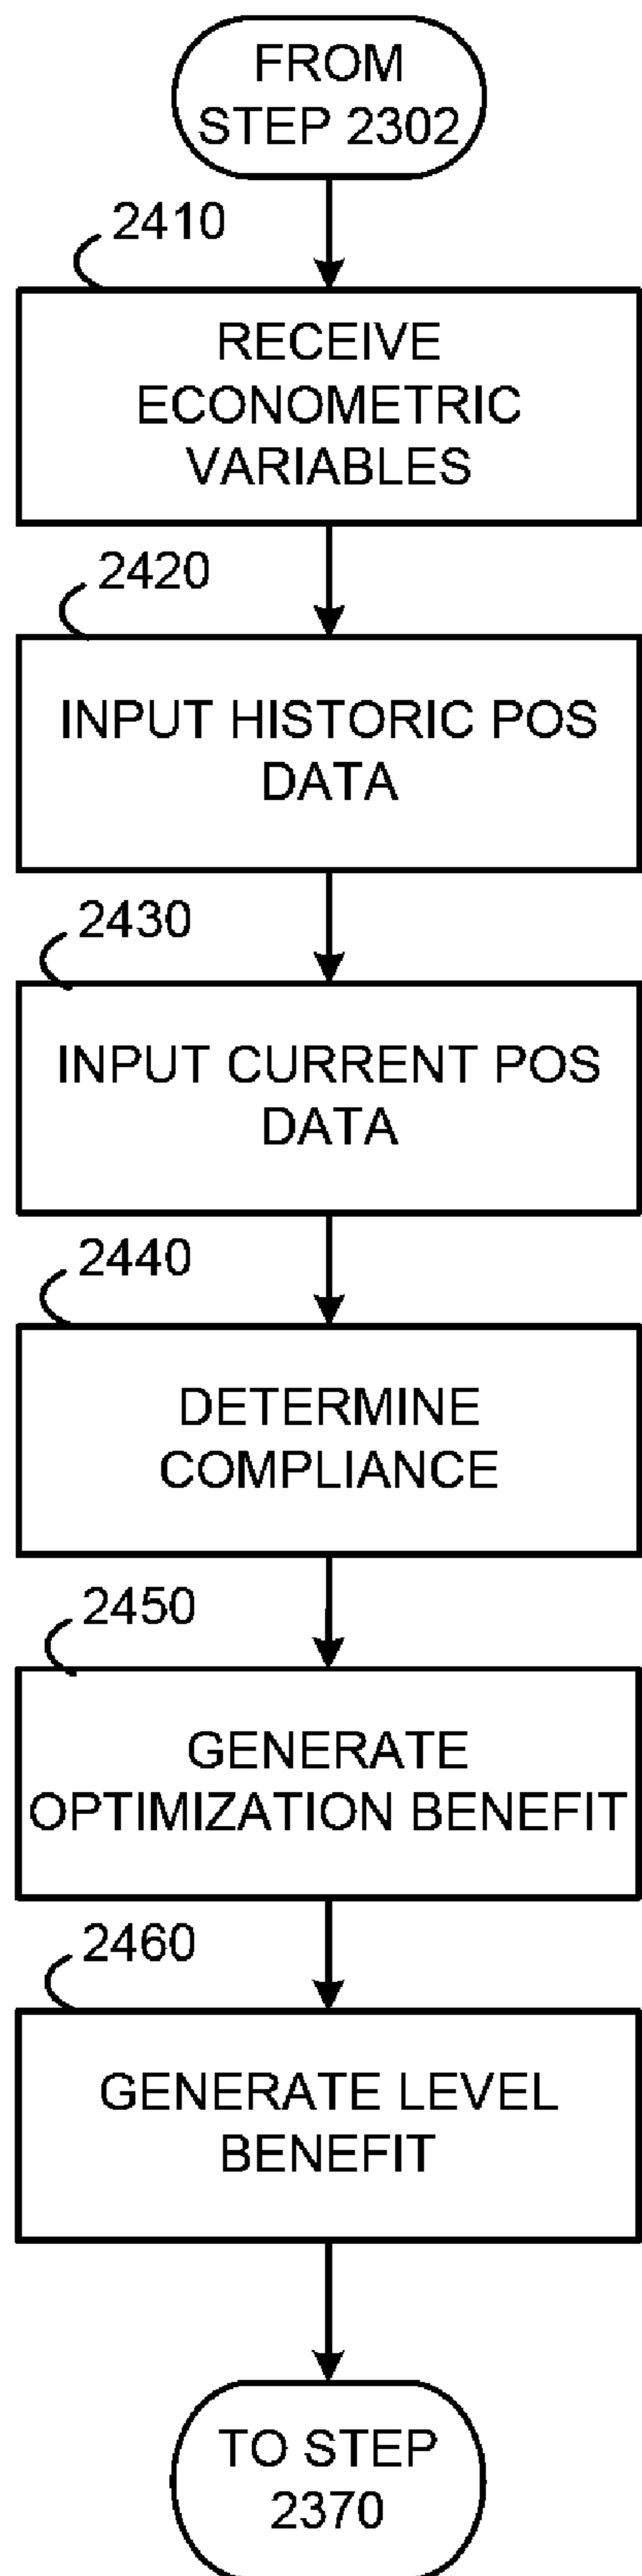 FROM
STEP 2302
2410
RECEIVE
ECONOMETRIC
VARIABLES
2420
INPUT HISTORIC POS
DATA
2430
INPUT CURRENT POS
DATA
2440
DETERMINE
COMPLIANCE
2450
GENERATE
OPTIMIZATION BENEFIT
2460
GENERATE LEVEL
BENEFIT
TO STEP
2370